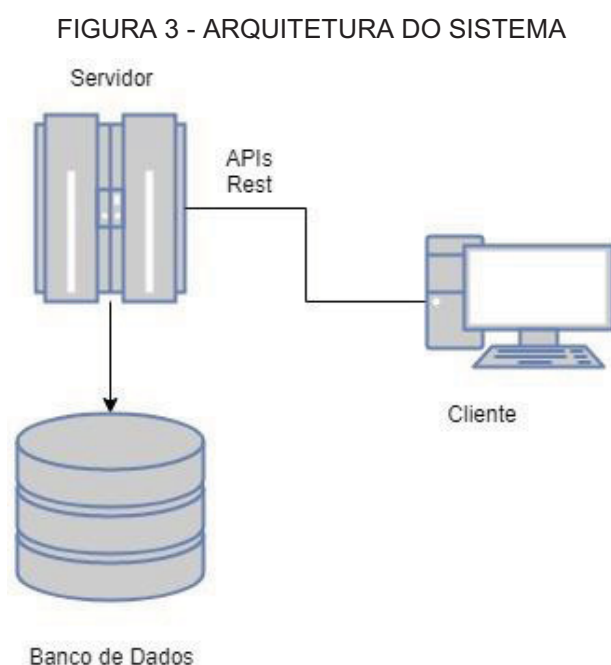 FIGURA 3 - ARQUITETURA DO SISTEMA
Servidor
APIs
Rest
Cliente
Banco de Dados